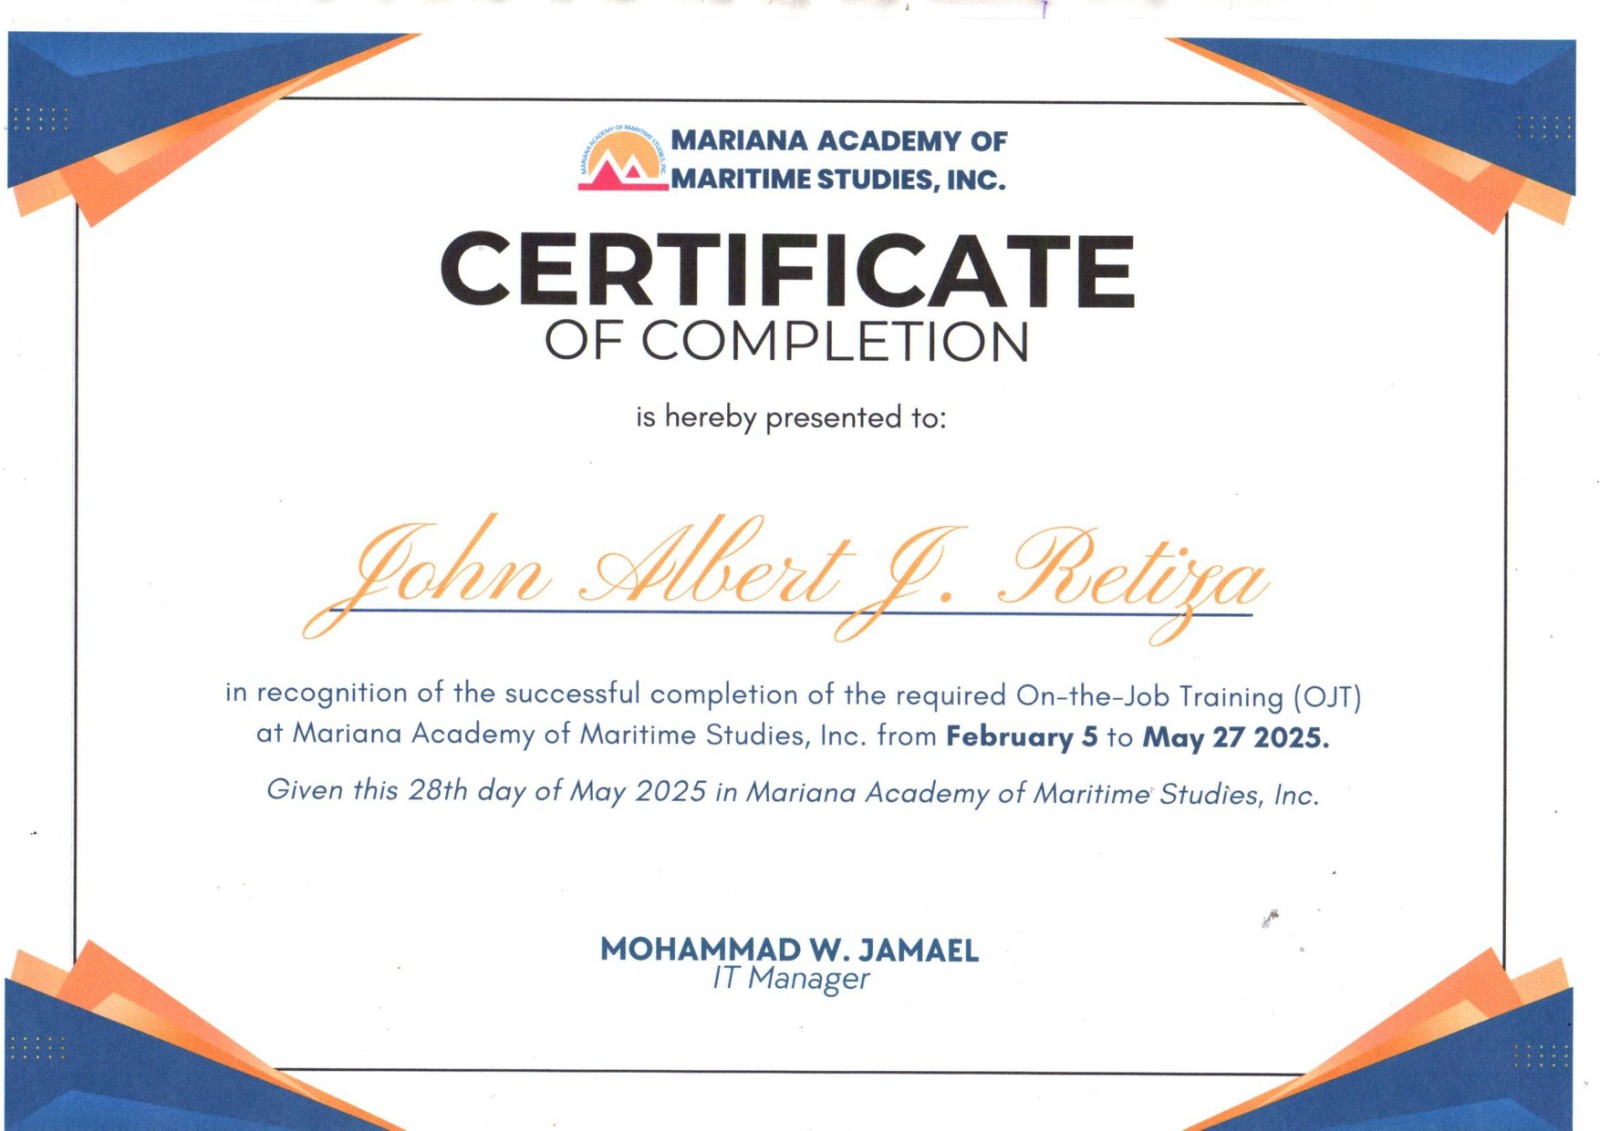 MARIANA ACADEMY OF MARITIME STUDIES, INC.
MARIANA ACADEMY OF
MARITIME STUDIES, INC.
CERTIFICATE
OF COMPLETION
is hereby presented to:
John Albert J. Retiza
in recognition of the successful completion of the required On-the-Job Training (OJT)
at Mariana Academy of Maritime Studies, Inc. from February 5 to May 27 2025.
Given this 28th day of May 2025 in Mariana Academy of Maritime Studies, Inc.
MOHAMMAD W. JAMAEL
IT Manager